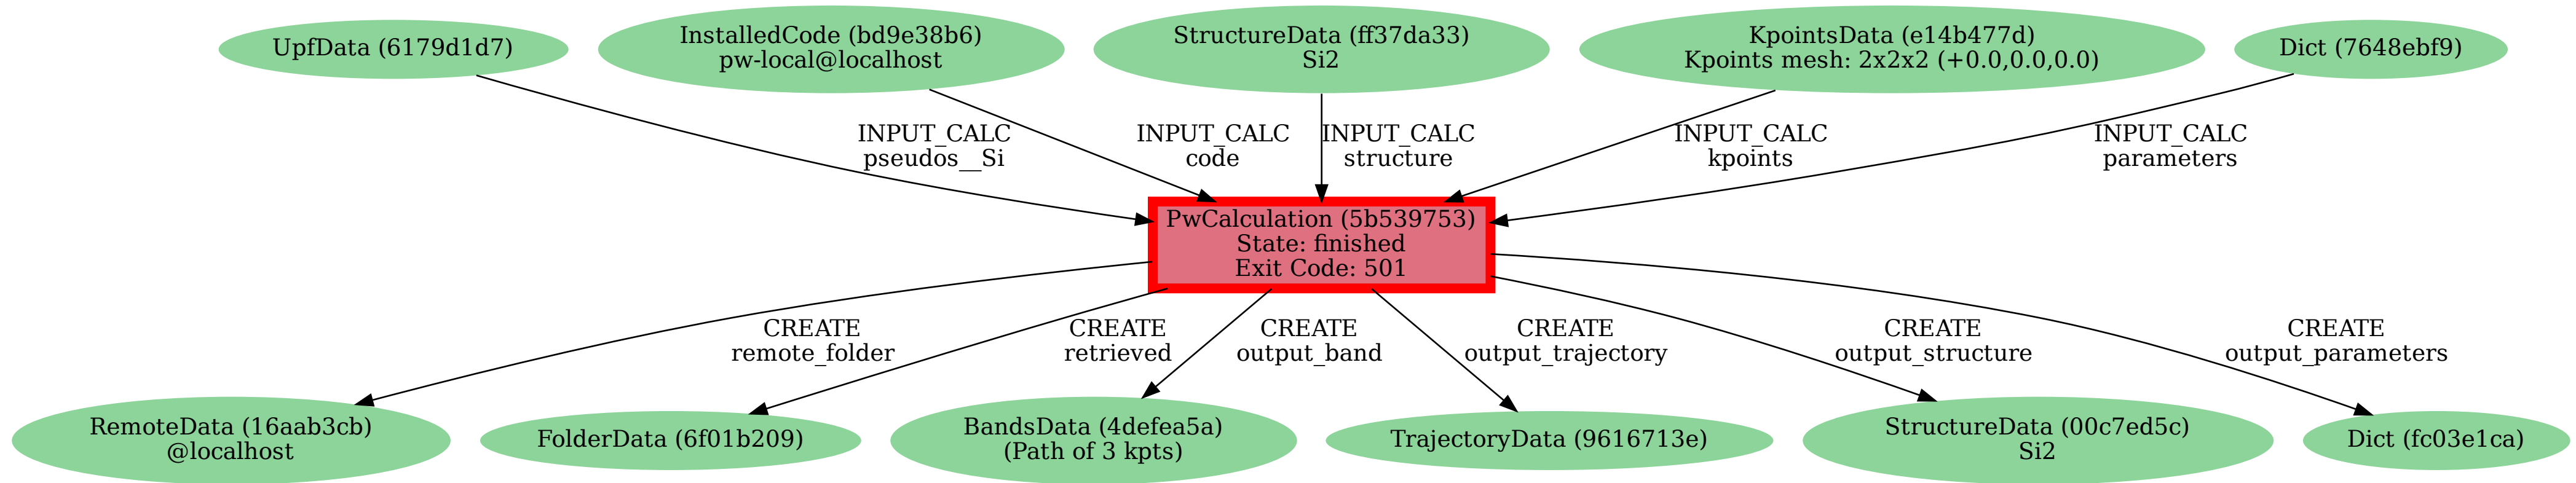 UpfData (6179d1d7)
InstalledCode (bd9e38b6)
pw-local@localhost
StructureData (ff37da33)
Si2
KpointsData (e14b477d)
Kpoints mesh: 2x2x2 (+0.0,0.0,0.0)
Dict (7648ebf9)
INPUT_CALC
pseudos__Si
INPUT_CALC
code
INPUT_CALC
structure
INPUT_CALC
kpoints
INPUT_CALC
parameters
PwCalculation (5b539753)
State: finished
Exit Code: 501
CREATE
remote_folder
CREATE
retrieved
CREATE
output_band
CREATE
output_trajectory
CREATE
output_structure
CREATE
output_parameters
RemoteData (16aab3cb)
@localhost
FolderData (6f01b209)
BandsData (4defea5a)
(Path of 3 kpts)
TrajectoryData (9616713e)
StructureData (00c7ed5c)
Si2
Dict (fc03e1ca)